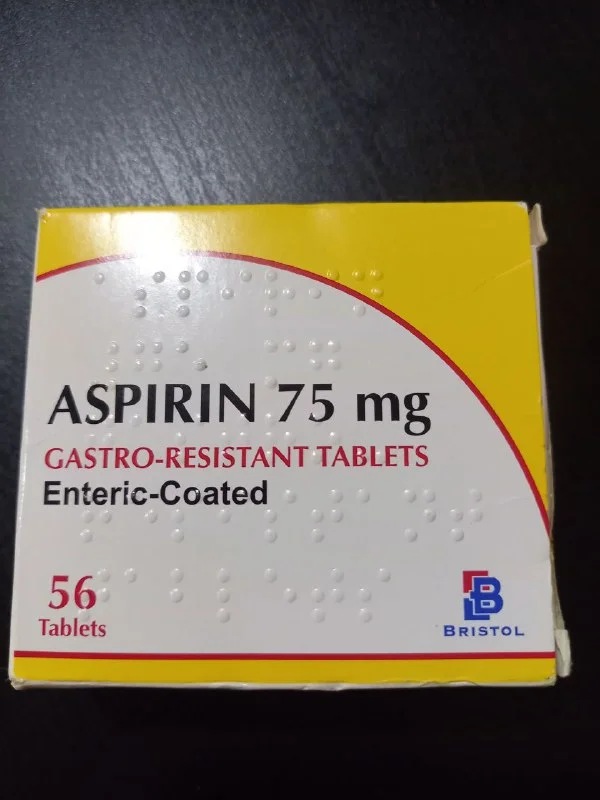 ASPIRIN 75 mg
GASTRO-RESISTANT TABLETS
Enteric-Coated
56
Tablets
B
BRISTOL